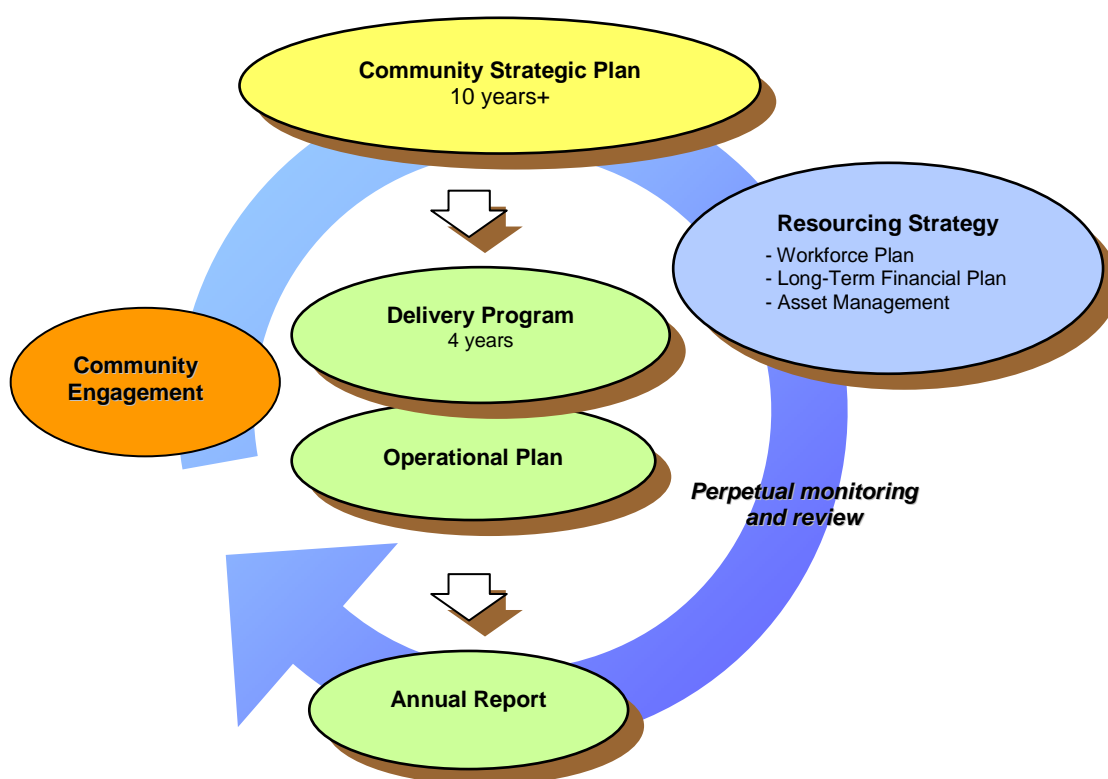 Community Strategic Plan
10 years+
Resourcing Strategy
- Workforce Plan
- Long-Term Financial Plan
- Asset Management
Delivery Program
4 years
Community
Engagement
Operational Plan
Perpetual monitoring
and review
Annual Report